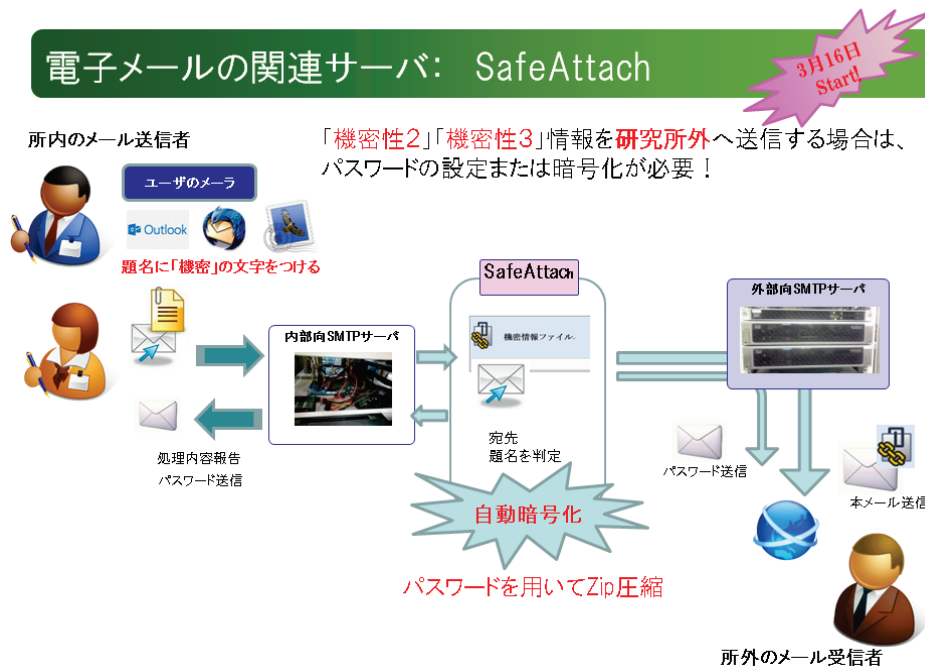 電子メールの関連サーバ： SafeAttach
3月16日
Start!
所内のメール送信者
「機密性2」「機密性3」情報を研究所外へ送信する場合は、
パスワードの設定または暗号化が必要！
ユーザのメーラ
Outlook
題名に「機密」の文字をつける
SafeAttach
外部向SMTPサーバ
内部向SMTPサーバ
機密情報ファイル.
宛先
題名を判定
処理内容報告
パスワード送信
パスワード送信
本メール送信
自動暗号化
パスワードを用いてZip圧縮
所外のメール受信者